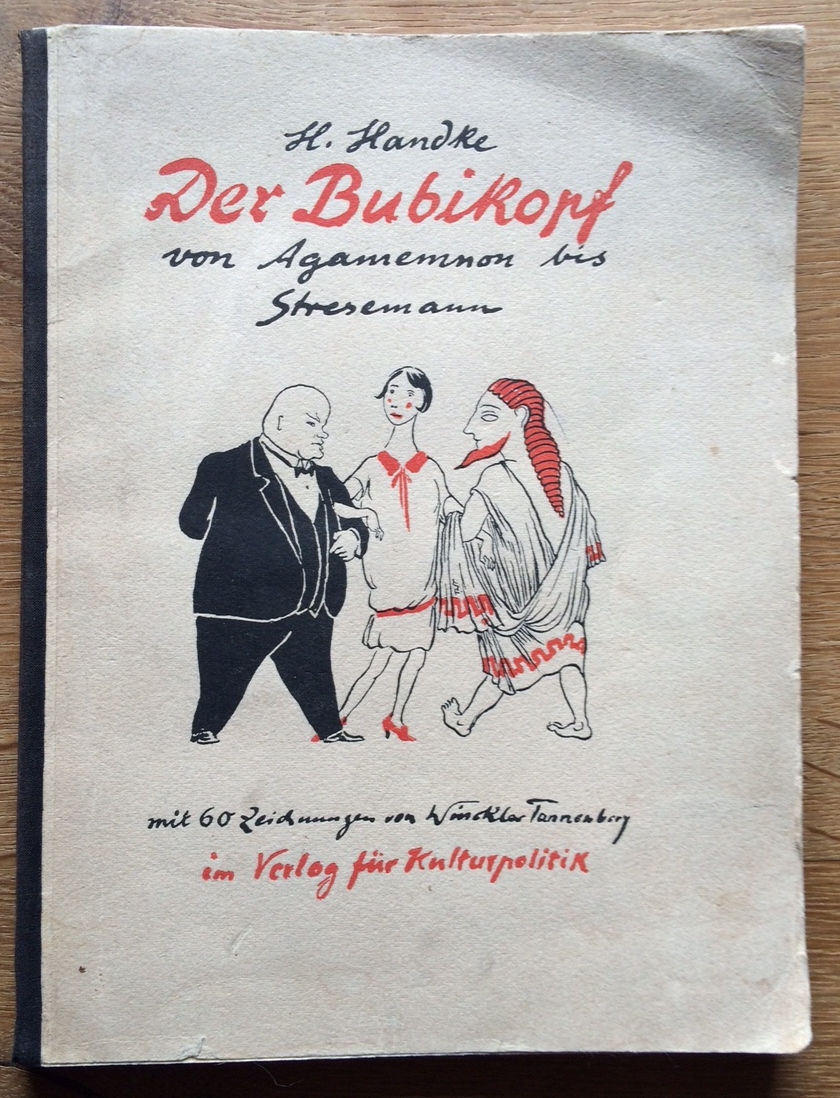 H. Handke
Der Bubikopf
von Agamemnon bis
Stresemann
mit 60 Zeichnungen von Winckler Tannenberg
im Verlag für Kulturpolitik